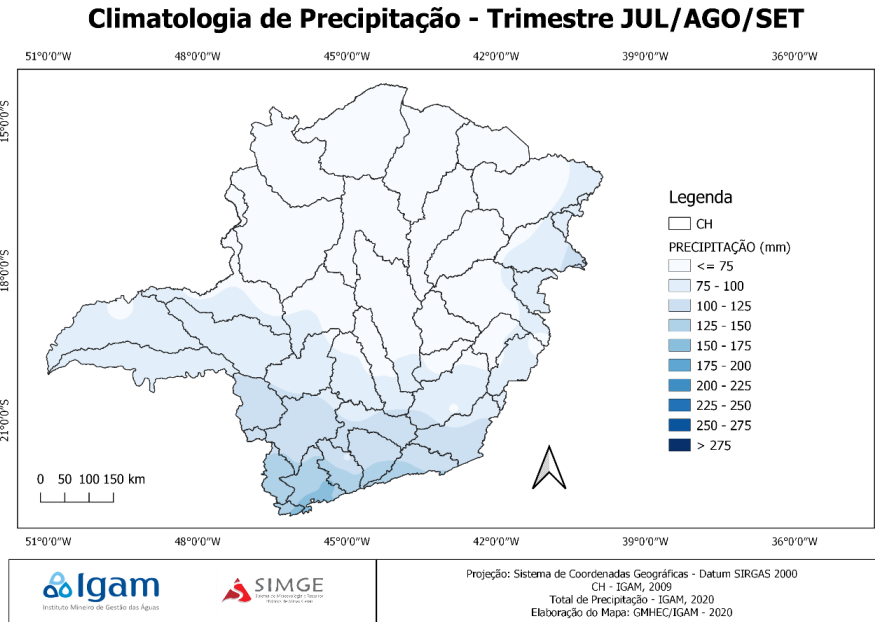 Climatologia de Precipitação - Trimestre JUL/AGO/SET
51°0'0"W 48°0'0"W 45°0'0"W 42°0'0"W 39°0'0"W 36°0'0"W
15°0'0"S
18°0'0"S
21°0'0"S
Legenda
CH
PRECIPITAÇÃO (mm)
<= 75
75 - 100
100 - 125
125 - 150
150 - 175
175 - 200
200 - 225
225 - 250
250 - 275
> 275
0 50 100 150 km
51°0'0"W 48°0'0"W 45°0'0"W 42°0'0"W 39°0'0"W 36°0'0"W
Igam
Instituto Mineiro de Gestão das Águas
SIMGE
Projeção: Sistema de Coordenadas Geográficas - Datum SIRGAS 2000
CH - IGAM, 2009
Total de Precipitação - IGAM, 2020
Elaboração do Mapa: GMHEC/IGAM - 2020